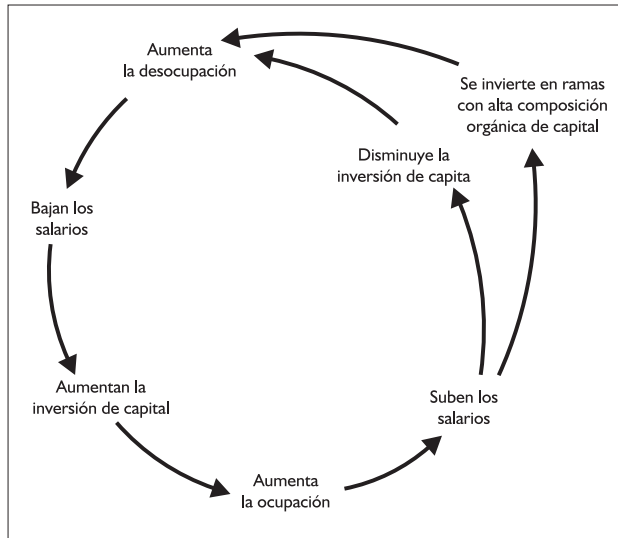 Aumenta
la desocupación
Se invierte en ramas
con alta composición
orgánica de capital
Disminuye la
inversión de capita
Bajan los
salarios
Aumentan la
inversión de capital
Suben los
salarios
Aumenta
la ocupación